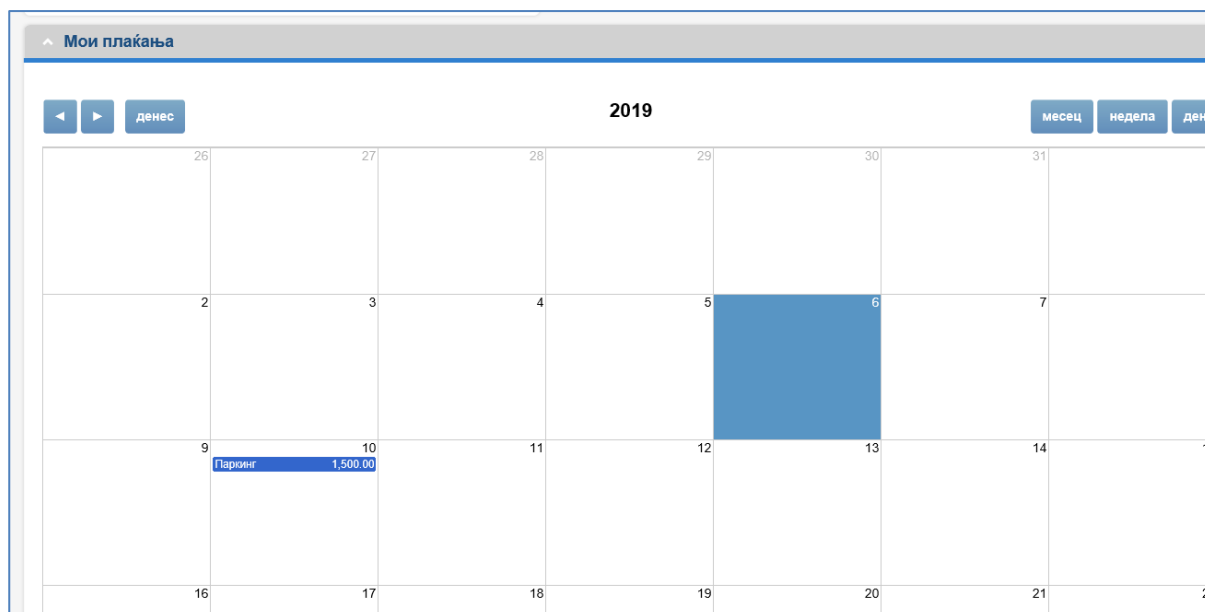 Мои плаќања
◄ ► денес 2019 месец недела ден
26 27 28 29 30 31
2 3 4 5 6 7
9 10 11 12 13 14
Паркинг 1,500.00
16 17 18 19 20 21